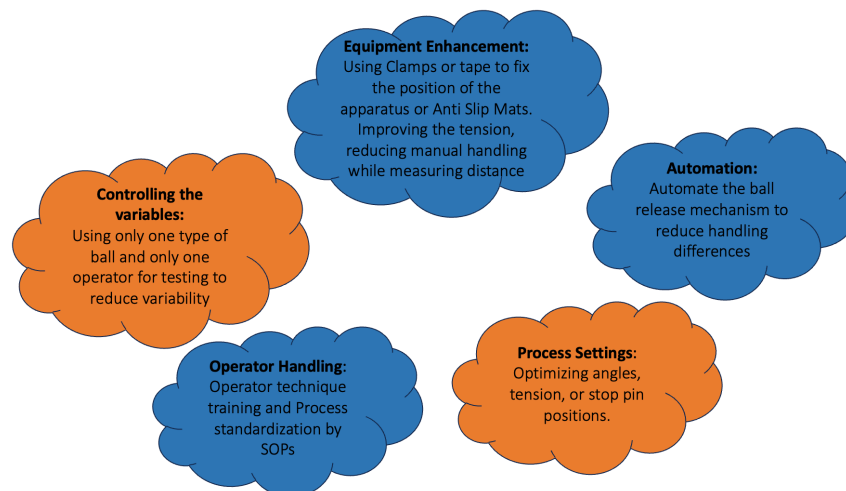 Equipment Enhancement:
Using Clamps or tape to fix
the position of the
apparatus or Anti Slip Mats.
Improving the tension,
reducing manual handling
while measuring distance
Automation:
Automate the ball
release mechanism to
reduce handling
differences
Controlling the
variables:
Using only one type of
ball and only one
operator for testing to
reduce variability
Operator Handling:
Operator technique
training and Process
standardization by
SOPs
Process Settings:
Optimizing angles,
tension, or stop pin
positions.